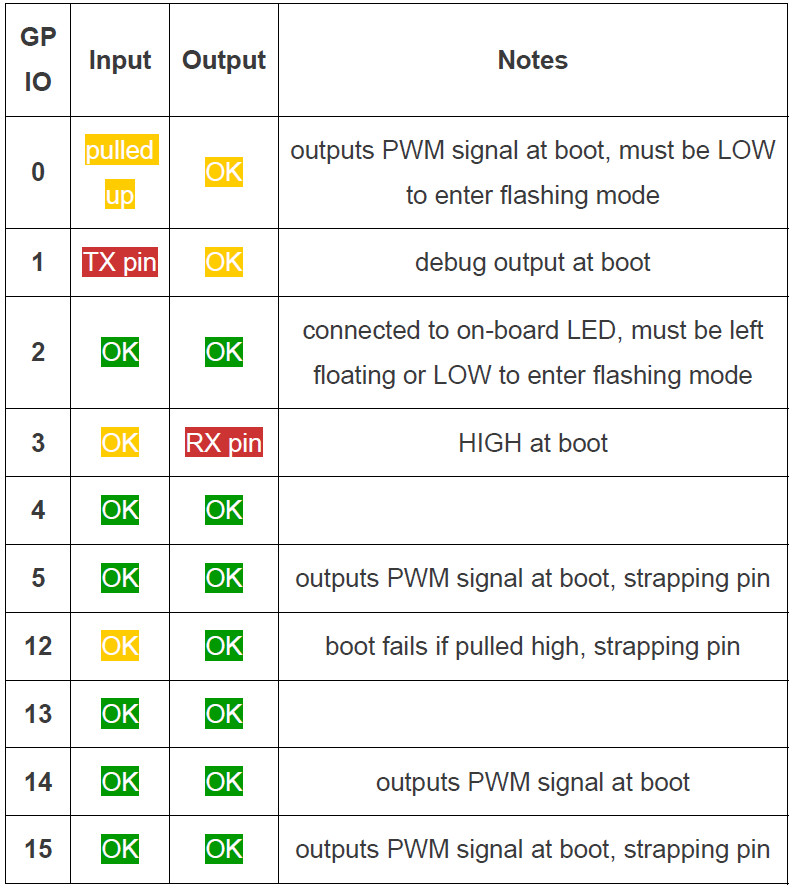 GP
IO Input Output Notes
0 pulled
up OK outputs PWM signal at boot, must be LOW
to enter flashing mode
1 TX pin OK debug output at boot
2 OK OK connected to on-board LED, must be left
floating or LOW to enter flashing mode
3 OK RX pin HIGH at boot
4 OK OK
5 OK OK outputs PWM signal at boot, strapping pin
12 OK OK boot fails if pulled high, strapping pin
13 OK OK
14 OK OK outputs PWM signal at boot
15 OK OK outputs PWM signal at boot, strapping pin